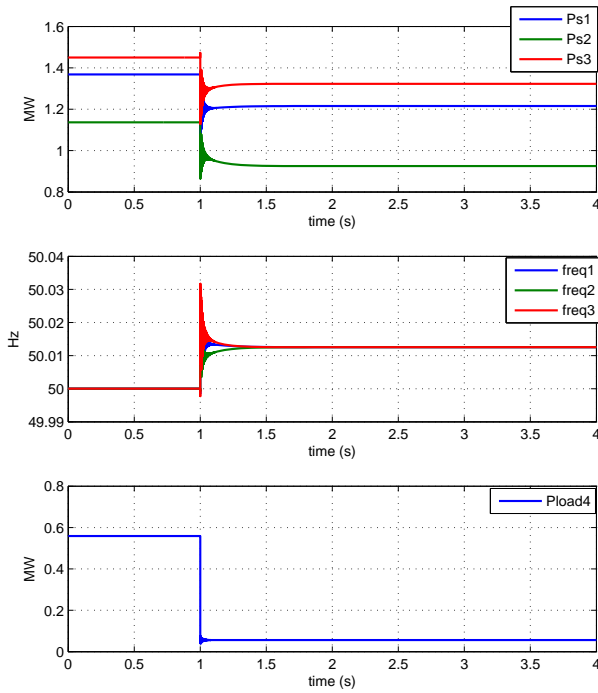 Ps1
Ps2
Ps3
1.6
1.4
1.2
1
0.8
MW
0 0.5 1 1.5 2 2.5 3 3.5 4
time (s)
freq1
freq2
freq3
50.04
50.03
50.02
50.01
50
49.99
Hz
0 0.5 1 1.5 2 2.5 3 3.5 4
time (s)
Pload4
0.8
0.6
0.4
0.2
0
MW
0 0.5 1 1.5 2 2.5 3 3.5 4
time (s)